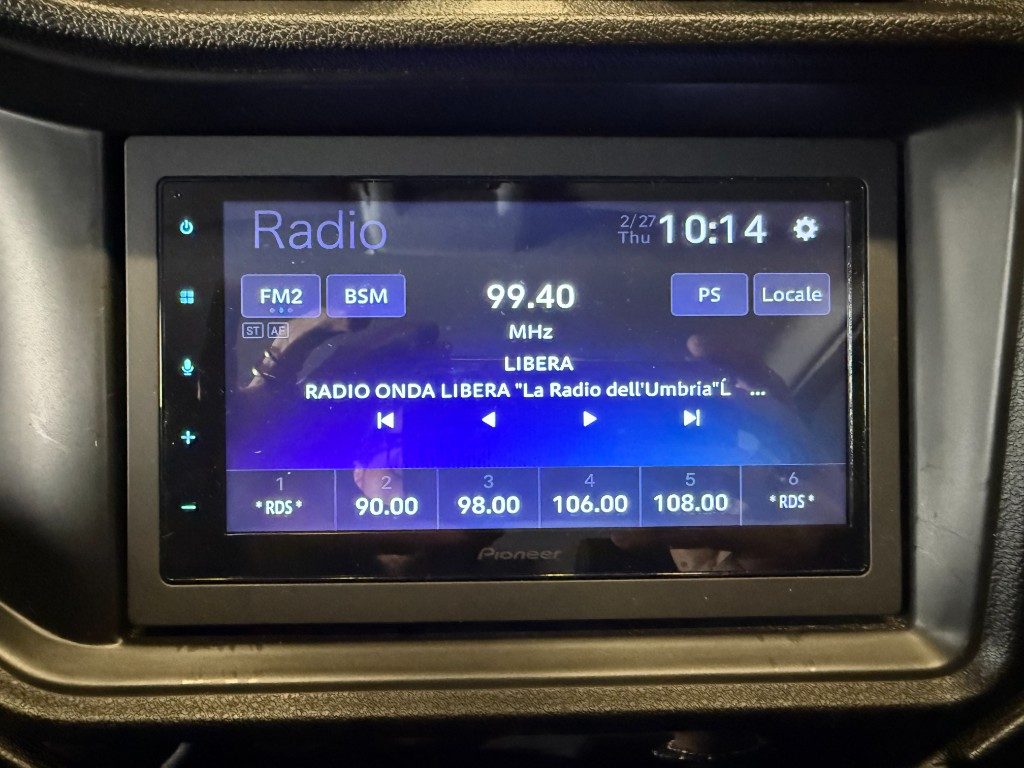 Radio
2/27
Thu
10:14
FM2
BSM
99.40
PS
Locale
ST AF
MHz
LIBERA
RADIO ONDA LIBERA "La Radio dell'Umbria"Ĺ ...
1
2
3
4
5
6
*RDS*
90.00
98.00
106.00
108.00
*RDS*
Pioneer